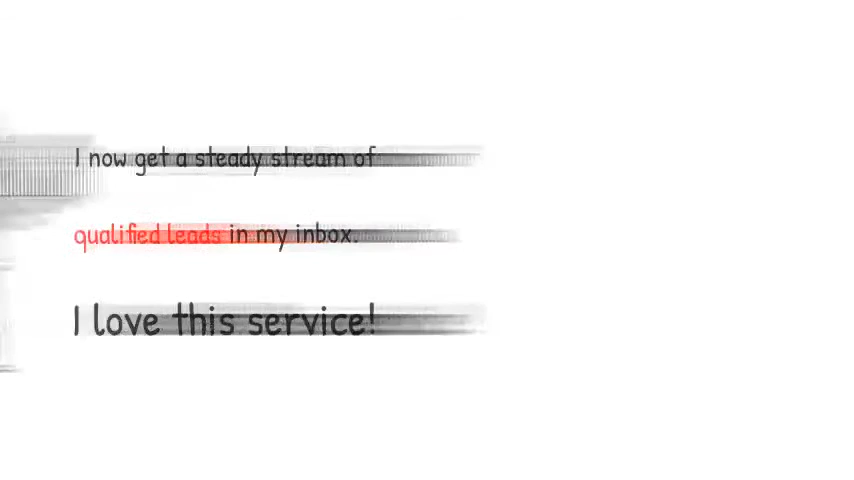 I now get a steady stream of
qualified leads in my inbox.
I love this service!